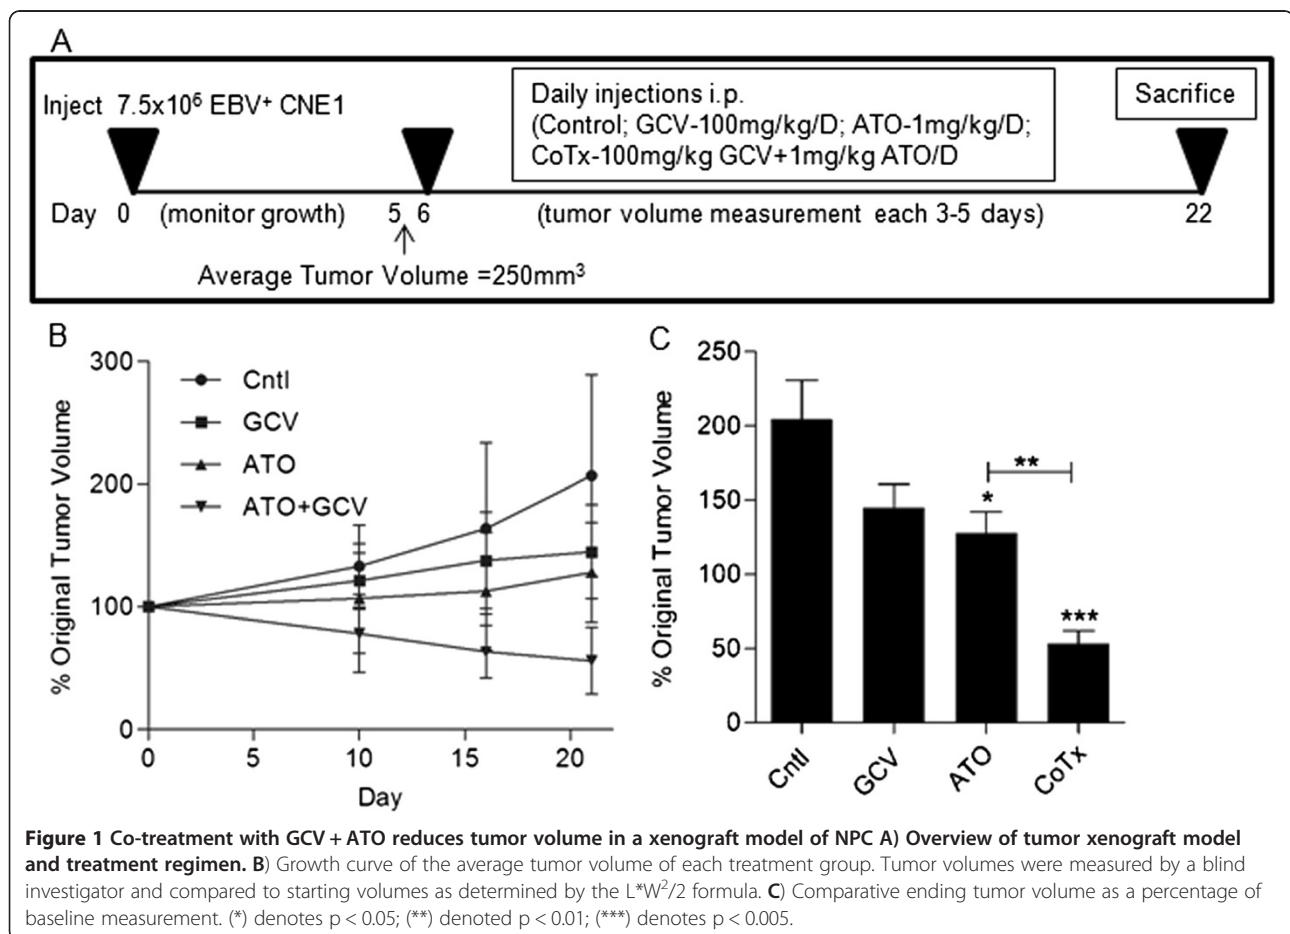 A
Inject 7.5x10⁶ EBV⁺ CNE1
Daily injections i.p.
(Control; GCV-100mg/kg/D; ATO-1mg/kg/D;
CoTx-100mg/kg GCV+1mg/kg ATO/D
Sacrifice
Day 0 (monitor growth) 5 6 (tumor volume measurement each 3-5 days) 22
Average Tumor Volume =250mm³
B
% Original Tumor Volume
300
200
100
0
Cntl
GCV
ATO
ATO+GCV
0 5 10 15 20
Day
C
% Original Tumor Volume
250
200
150
100
50
0
**
*
***
Cntl GCV ATO CoTx
Figure 1 Co-treatment with GCV + ATO reduces tumor volume in a xenograft model of NPC A) Overview of tumor xenograft model
and treatment regimen. B) Growth curve of the average tumor volume of each treatment group. Tumor volumes were measured by a blind
investigator and compared to starting volumes as determined by the L*W²/2 formula. C) Comparative ending tumor volume as a percentage of
baseline measurement. (*) denotes p < 0.05; (**) denoted p < 0.01; (***) denotes p < 0.005.